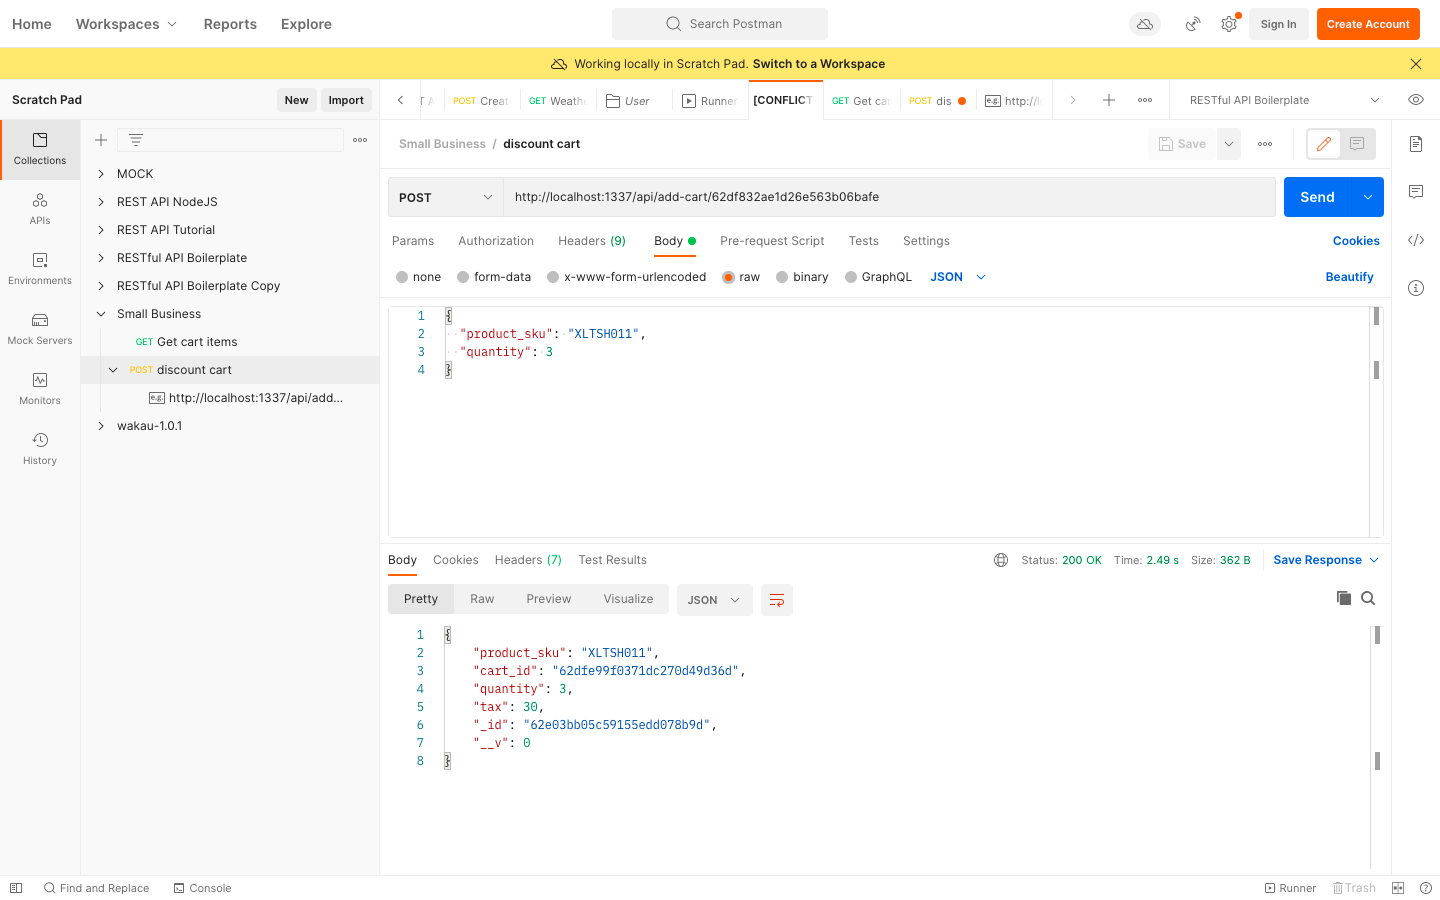 Home Workspaces Reports Explore Search Postman Sign In Create Account
Working locally in Scratch Pad. Switch to a Workspace
Scratch Pad New Import
POST Creat GET Weath User Runner [CONFLICT GET Get ca POST dis e.g. http://l RESTful API Boilerplate
Collections
APIs
Environments
Mock Servers
Monitors
History
MOCK
REST API NodeJS
REST API Tutorial
RESTful API Boilerplate
RESTful API Boilerplate Copy
Small Business
GET Get cart items
POST discount cart
e.g. http://localhost:1337/api/add...
wakau-1.0.1
Small Business / discount cart Save
POST http://localhost:1337/api/add-cart/62df832ae1d26e563b06bafe Send
Params Authorization Headers (9) Body Pre-request Script Tests Settings Cookies
none form-data x-www-form-urlencoded raw binary GraphQL JSON Beautify
1 {
2 "product_sku": "XLTSH011",
3 "quantity": 3
4 }
Body Cookies Headers (7) Test Results Status: 200 OK Time: 2.49 s Size: 362 B Save Response
Pretty Raw Preview Visualize JSON
1 {
2 "product_sku": "XLTSH011",
3 "cart_id": "62dfe99f0371dc270d49d36d",
4 "quantity": 3,
5 "tax": 30,
6 "_id": "62e03bb05c59155edd078b9d",
7 "__v": 0
8 }
Find and Replace Console Runner Trash